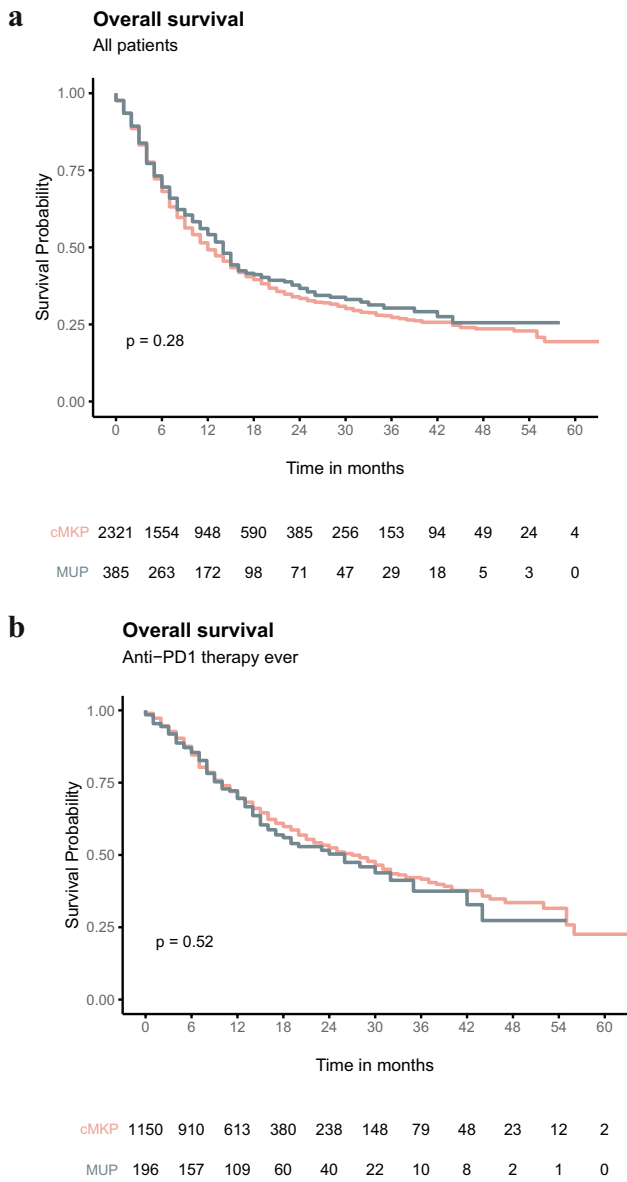 a
Overall survival
All patients
1.00
0.75
0.50
0.25
0.00
Survival Probability
p = 0.28
0 6 12 18 24 30 36 42 48 54 60
Time in months
cMKP 2321 1554 948 590 385 256 153 94 49 24 4
MUP 385 263 172 98 71 47 29 18 5 3 0
b
Overall survival
Anti−PD1 therapy ever
1.00
0.75
0.50
0.25
0.00
Survival Probability
p = 0.52
0 6 12 18 24 30 36 42 48 54 60
Time in months
cMKP 1150 910 613 380 238 148 79 48 23 12 2
MUP 196 157 109 60 40 22 10 8 2 1 0